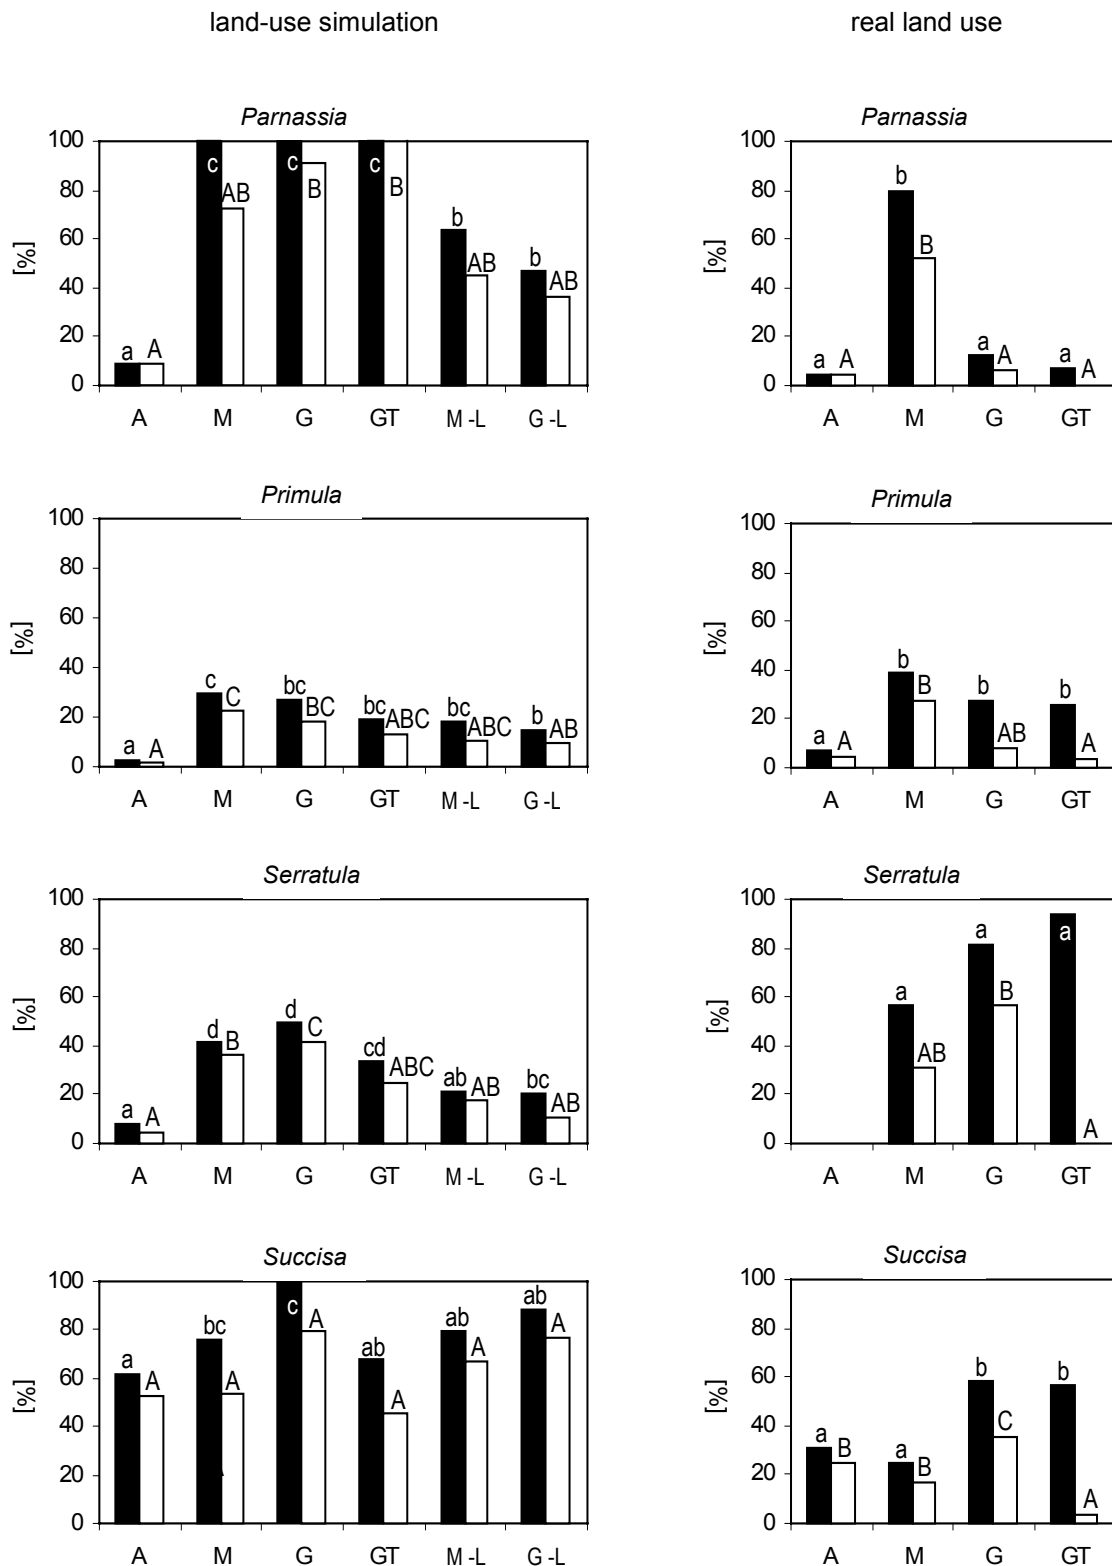 land-use simulation
real land use
Parnassia
100
80
60
40
20
0
[%]
a A
c AB
c B
c B
b AB
b AB
A M G GT M -L G -L
Parnassia
100
80
60
40
20
0
[%]
a A
b B
a A
a A
A M G GT
Primula
100
80
60
40
20
0
[%]
a A
c C
bc BC
bc ABC
bc ABC
b AB
A M G GT M -L G -L
Primula
100
80
60
40
20
0
[%]
a A
b B
b AB
b A
A M G GT
Serratula
100
80
60
40
20
0
[%]
a A
d B
d C
cd ABC
ab AB
bc AB
A M G GT M -L G -L
Serratula
100
80
60
40
20
0
[%]
a AB
a B
a A
A M G GT
Succisa
100
80
60
40
20
0
[%]
a A
bc A
c A
ab A
ab A
ab A
A M G GT M -L G -L
Succisa
100
80
60
40
20
0
[%]
a B
a B
b C
b A
A M G GT